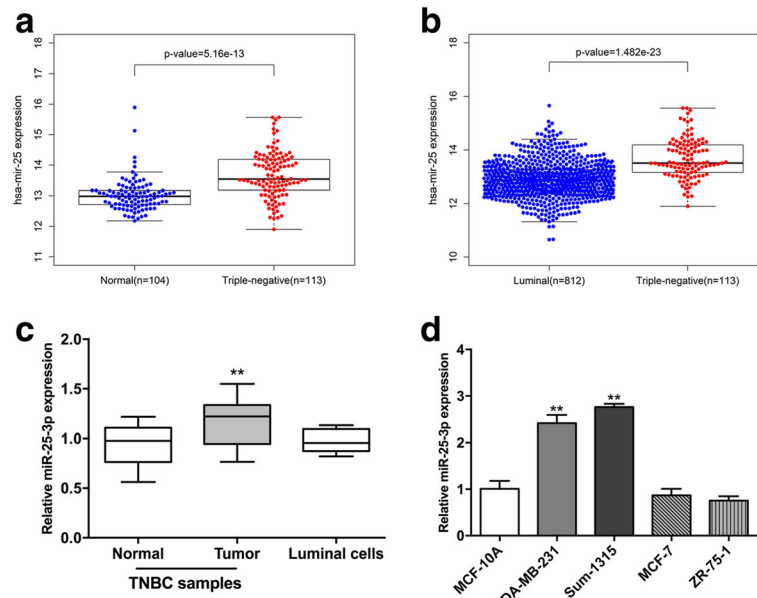 a
hsa-mir-25 expression
18
17
16
15
14
13
12
11
p-value=5.16e-13
Normal(n=104)
Triple-negative(n=113)
b
hsa-mir-25 expression
18
16
14
12
10
p-value=1.482e-23
Luminal(n=812)
Triple-negative(n=113)
c
Relative miR-25-3p expression
2.0
1.5
1.0
0.5
0.0
**
Normal
Tumor
Luminal cells
TNBC samples
d
Relative miR-25-3p expression
4
3
2
1
0
**
**
MCF-10A
DA-MB-231
Sum-1315
MCF-7
ZR-75-1